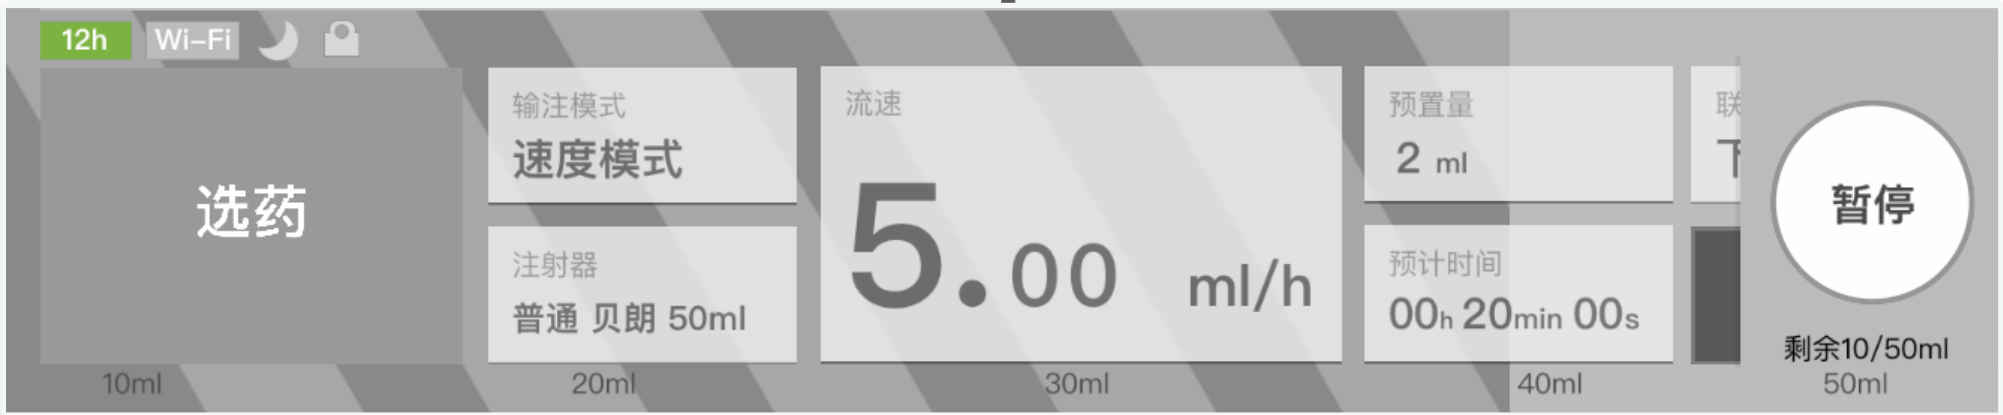 12h Wi-Fi
选药
输注模式
速度模式
注射器
普通 贝朗 50ml
流速
5.00 ml/h
预置量
2 ml
预计时间
00h 20min 00s
联
暂停
剩余10/50ml
10ml 20ml 30ml 40ml 50ml